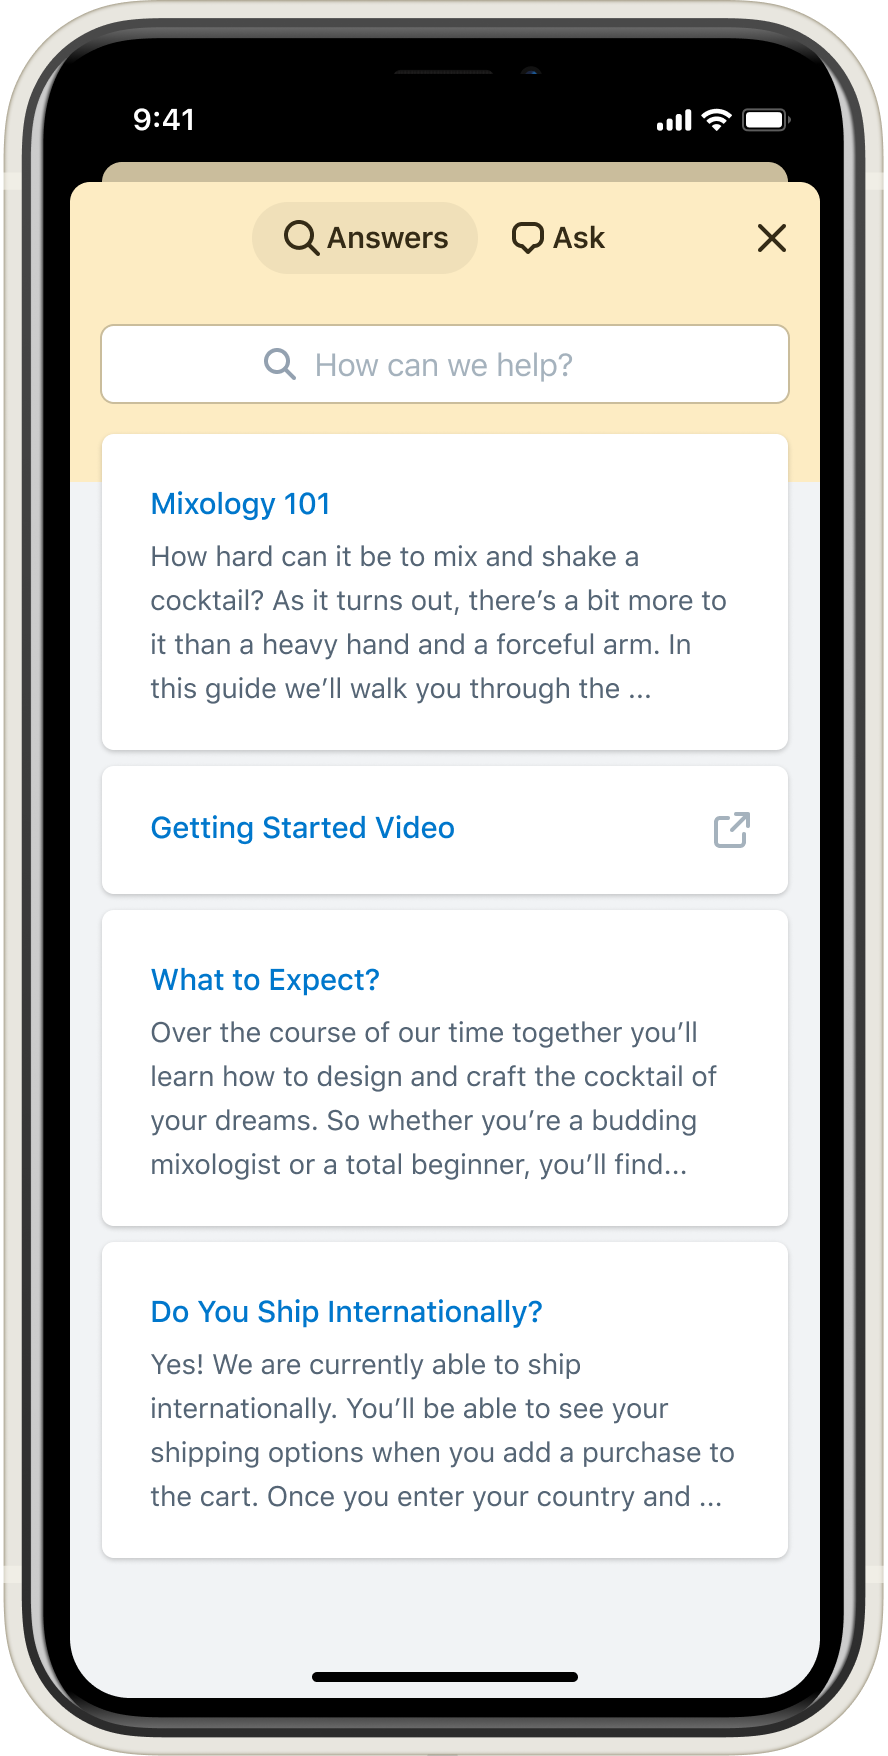 9:41
Answers
Ask
How can we help?
Mixology 101
How hard can it be to mix and shake a
cocktail? As it turns out, there’s a bit more to
it than a heavy hand and a forceful arm. In
this guide we’ll walk you through the ...
Getting Started Video
What to Expect?
Over the course of our time together you’ll
learn how to design and craft the cocktail of
your dreams. So whether you’re a budding
mixologist or a total beginner, you’ll find...
Do You Ship Internationally?
Yes! We are currently able to ship
internationally. You’ll be able to see your
shipping options when you add a purchase to
the cart. Once you enter your country and ...